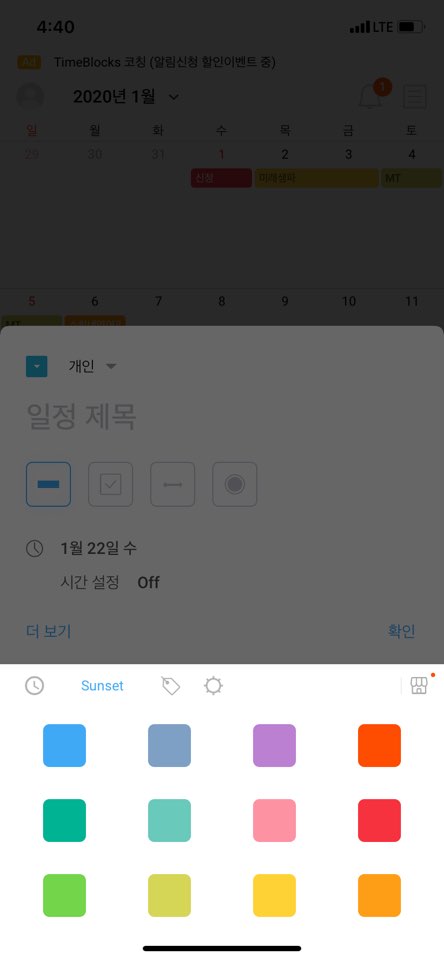 4:40 LTE
Ad TimeBlocks 코칭 (알림신청 할인이벤트 중)
2020년 1월 1
일 월 화 수 목 금 토
29 30 31 1 2 3 4
신정 미래생파 MT
5 6 7 8 9 10 11
MT
개인
일정 제목
1월 22일 수
시간 설정 Off
더 보기 확인
Sunset